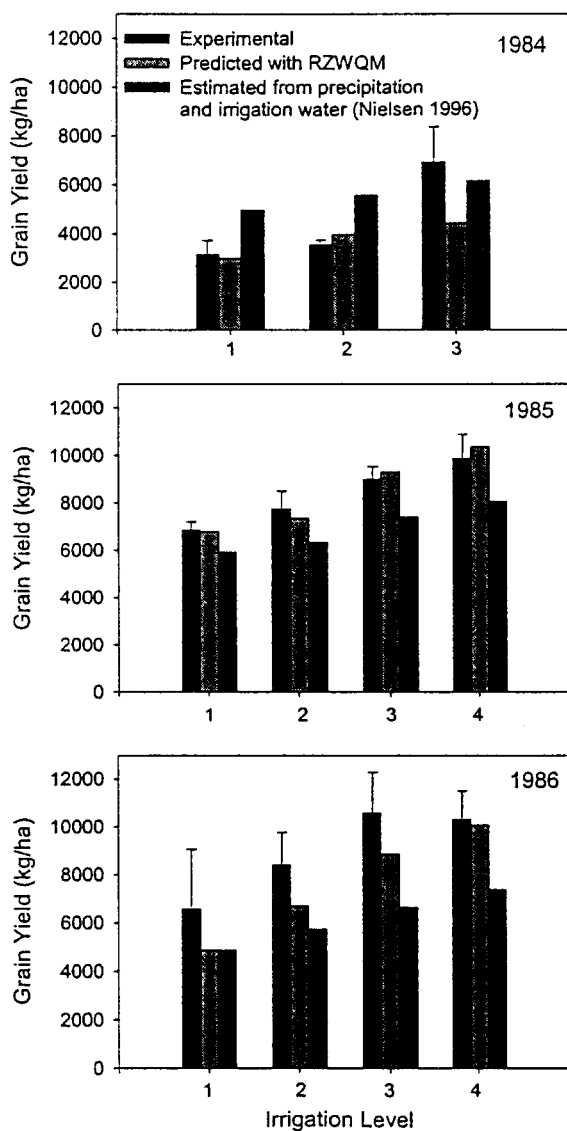 12000
10000
8000
6000
4000
2000
0
Grain Yield (kg/ha)
Experimental
Predicted with RZWQM
Estimated from precipitation
and irrigation water (Nielsen 1996)
1984
1 2 3
12000
10000
8000
6000
4000
2000
0
Grain Yield (kg/ha)
1985
1 2 3 4
12000
10000
8000
6000
4000
2000
0
Grain Yield (kg/ha)
1986
1 2 3 4
Irrigation Level